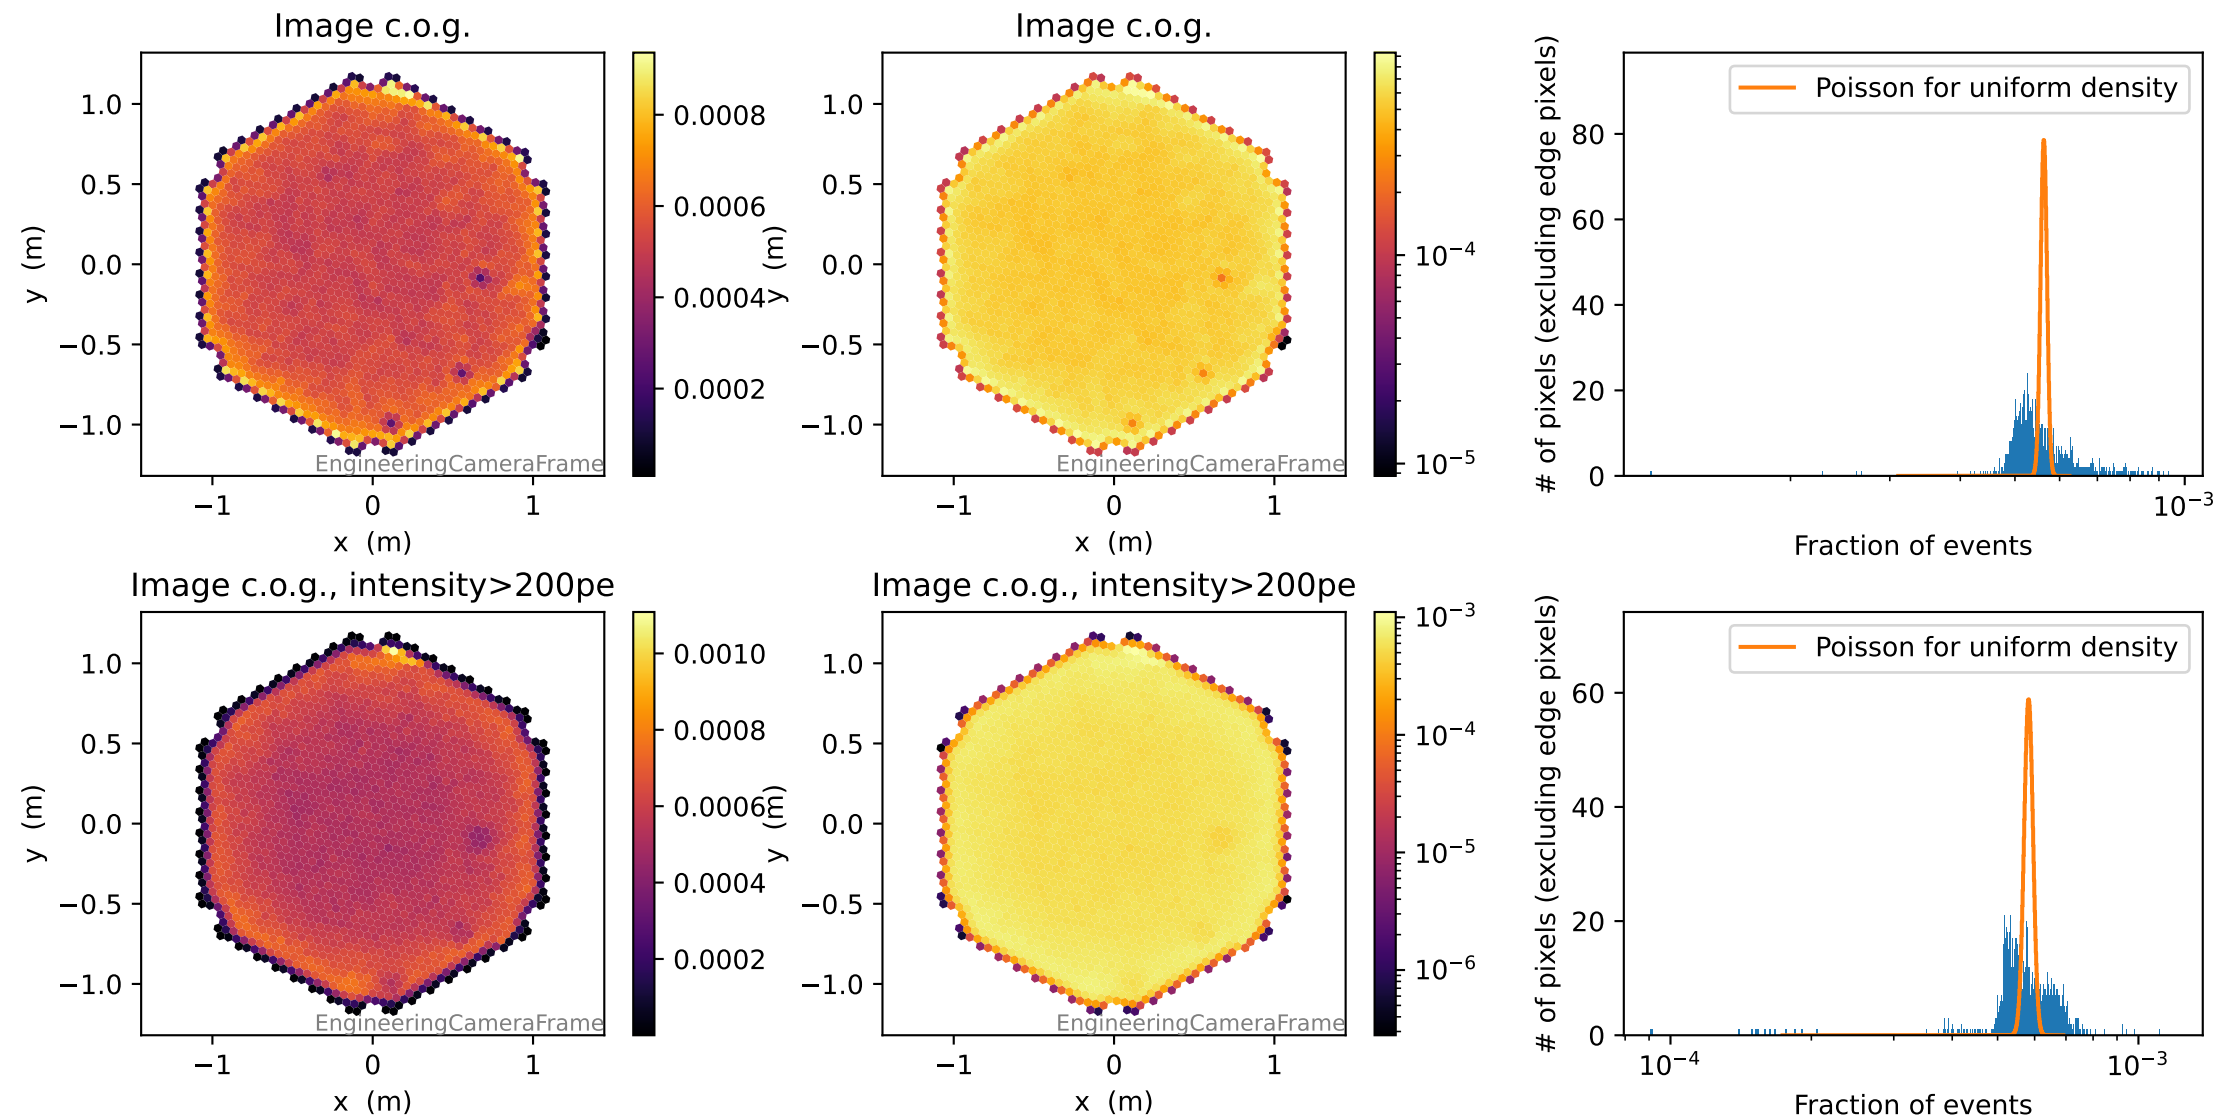 Image c.o.g.
1.0
0.5
0.0
−0.5
−1.0
y (m)
−1
0
1
x (m)
EngineeringCameraFrame
0.0008
0.0006
0.0004
0.0002
Image c.o.g.
1.0
0.5
0.0
−0.5
−1.0
y (m)
−1
0
1
x (m)
EngineeringCameraFrame
10⁻⁴
10⁻⁵
# of pixels (excluding edge pixels)
80
60
40
20
0
Poisson for uniform density
10⁻³
Fraction of events
Image c.o.g., intensity>200pe
1.0
0.5
0.0
−0.5
−1.0
y (m)
−1
0
1
x (m)
EngineeringCameraFrame
0.0010
0.0008
0.0006
0.0004
0.0002
Image c.o.g., intensity>200pe
1.0
0.5
0.0
−0.5
−1.0
y (m)
−1
0
1
x (m)
EngineeringCameraFrame
10⁻³
10⁻⁴
10⁻⁵
10⁻⁶
# of pixels (excluding edge pixels)
60
40
20
0
Poisson for uniform density
10⁻⁴
10⁻³
Fraction of events